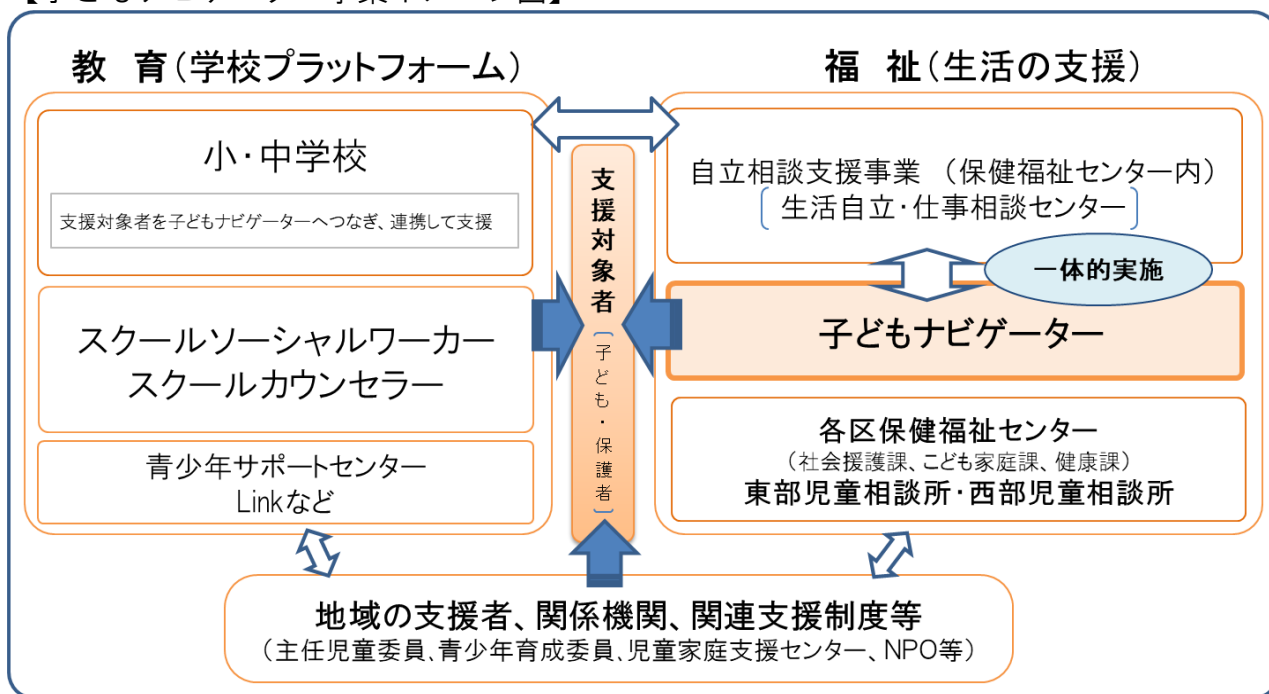 教 育(学校プラットフォーム)
小・中学校
支援対象者を子どもナビゲーターへつなぎ、連携して支援
スクールソーシャルワーカー
スクールカウンセラー
青少年サポートセンター
Linkなど
支援対象者〔子ども・保護者〕
福 祉(生活の支援)
自立相談支援事業 (保健福祉センター内)
〔生活自立・仕事相談センター〕
一体的実施
子どもナビゲーター
各区保健福祉センター
(社会援護課、こども家庭課、健康課)
東部児童相談所・西部児童相談所
地域の支援者、関係機関、関連支援制度等
(主任児童委員、青少年育成委員、児童家庭支援センター、NPO等)